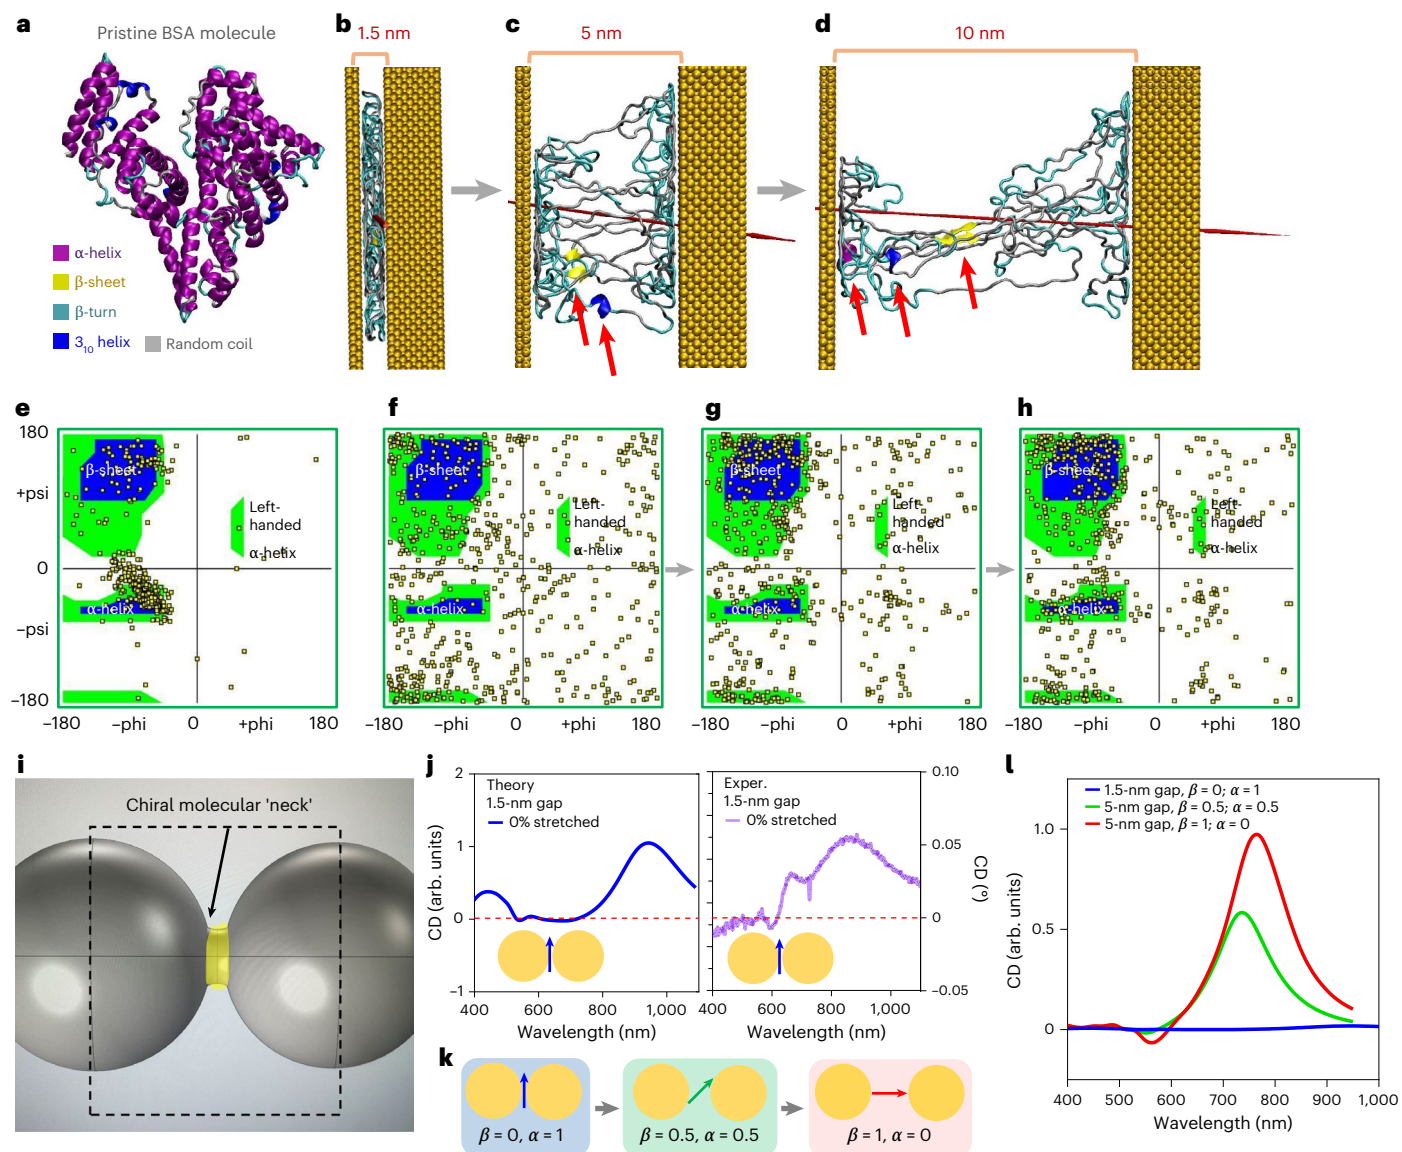 a
Pristine BSA molecule
α-helix
β-sheet
β-turn
3₁₀ helix
Random coil
b
1.5 nm
c
5 nm
d
10 nm
e
180
+psi
0
−psi
−180
β-sheet
Left-
handed
α-helix
α-helix
−180
−phi
0
+phi
180
f
β-sheet
Left-
handed
α-helix
α-helix
−180
−phi
0
+phi
180
g
β-sheet
Left-
handed
α-helix
α-helix
−180
−phi
0
+phi
180
h
β-sheet
Left-
handed
α-helix
α-helix
−180
−phi
0
+phi
180
i
Chiral molecular 'neck'
j
CD (arb. units)
2
1
0
−1
Theory
1.5-nm gap
0% stretched
400
600
800
1,000
Wavelength (nm)
Exper.
1.5-nm gap
0% stretched
0.10
0.05
0
−0.05
CD (°)
400
600
800
1,000
Wavelength (nm)
k
β = 0, α = 1
β = 0.5, α = 0.5
β = 1, α = 0
l
CD (arb. units)
1.0
0.5
0
1.5-nm gap, β = 0; α = 1
5-nm gap, β = 0.5; α = 0.5
5-nm gap, β = 1; α = 0
400
500
600
700
800
900
1,000
Wavelength (nm)